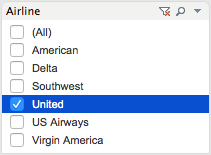 Airline
(All)
American
Delta
Southwest
United
US Airways
Virgin America